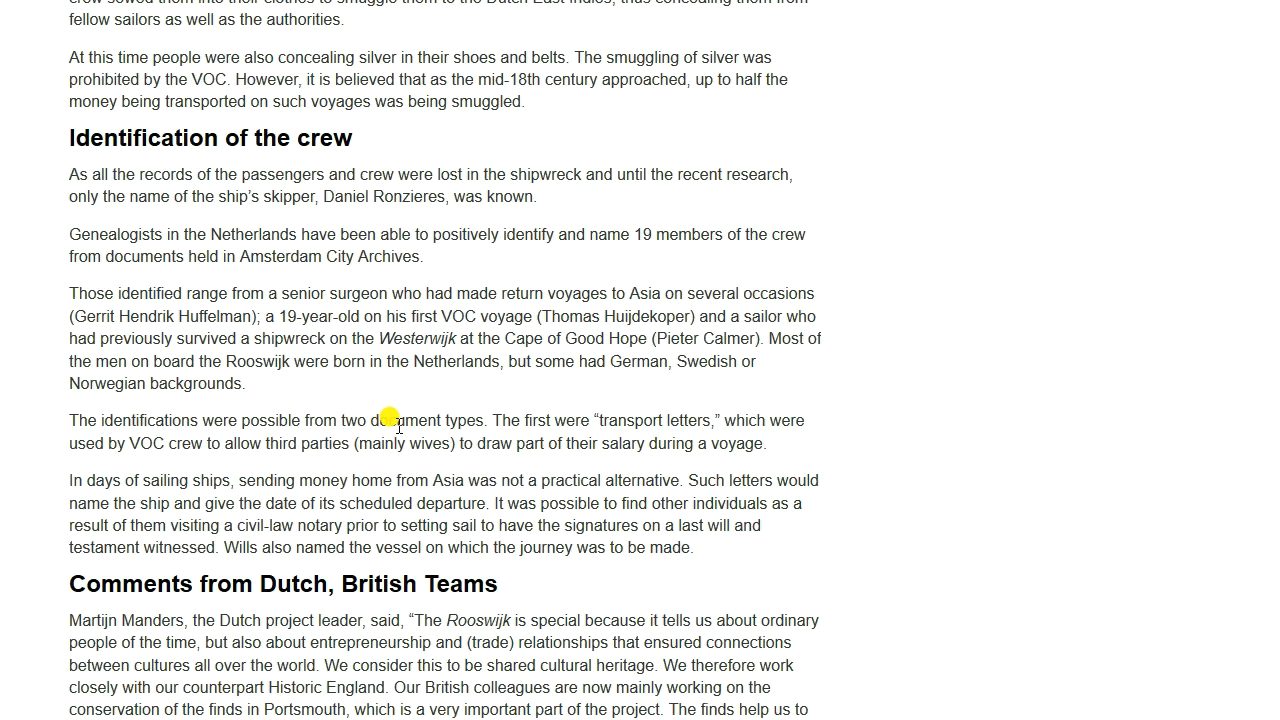 fellow sailors as well as the authorities.
At this time people were also concealing silver in their shoes and belts. The smuggling of silver was
prohibited by the VOC. However, it is believed that as the mid-18th century approached, up to half the
money being transported on such voyages was being smuggled.
Identification of the crew
As all the records of the passengers and crew were lost in the shipwreck and until the recent research,
only the name of the ship's skipper, Daniel Ronzieres, was known.
Genealogists in the Netherlands have been able to positively identify and name 19 members of the crew
from documents held in Amsterdam City Archives.
Those identified range from a senior surgeon who had made return voyages to Asia on several occasions
(Gerrit Hendrik Huffelman); a 19-year-old on his first VOC voyage (Thomas Huijdekoper) and a sailor who
had previously survived a shipwreck on the Westerwijk at the Cape of Good Hope (Pieter Calmer). Most of
the men on board the Rooswijk were born in the Netherlands, but some had German, Swedish or
Norwegian backgrounds.
The identifications were possible from two document types. The first were “transport letters,” which were
used by VOC crew to allow third parties (mainly wives) to draw part of their salary during a voyage.
In days of sailing ships, sending money home from Asia was not a practical alternative. Such letters would
name the ship and give the date of its scheduled departure. It was possible to find other individuals as a
result of them visiting a civil-law notary prior to setting sail to have the signatures on a last will and
testament witnessed. Wills also named the vessel on which the journey was to be made.
Comments from Dutch, British Teams
Martijn Manders, the Dutch project leader, said, “The Rooswijk is special because it tells us about ordinary
people of the time, but also about entrepreneurship and (trade) relationships that ensured connections
between cultures all over the world. We consider this to be shared cultural heritage. We therefore work
closely with our counterpart Historic England. Our British colleagues are now mainly working on the
conservation of the finds in Portsmouth, which is a very important part of the project. The finds help us to